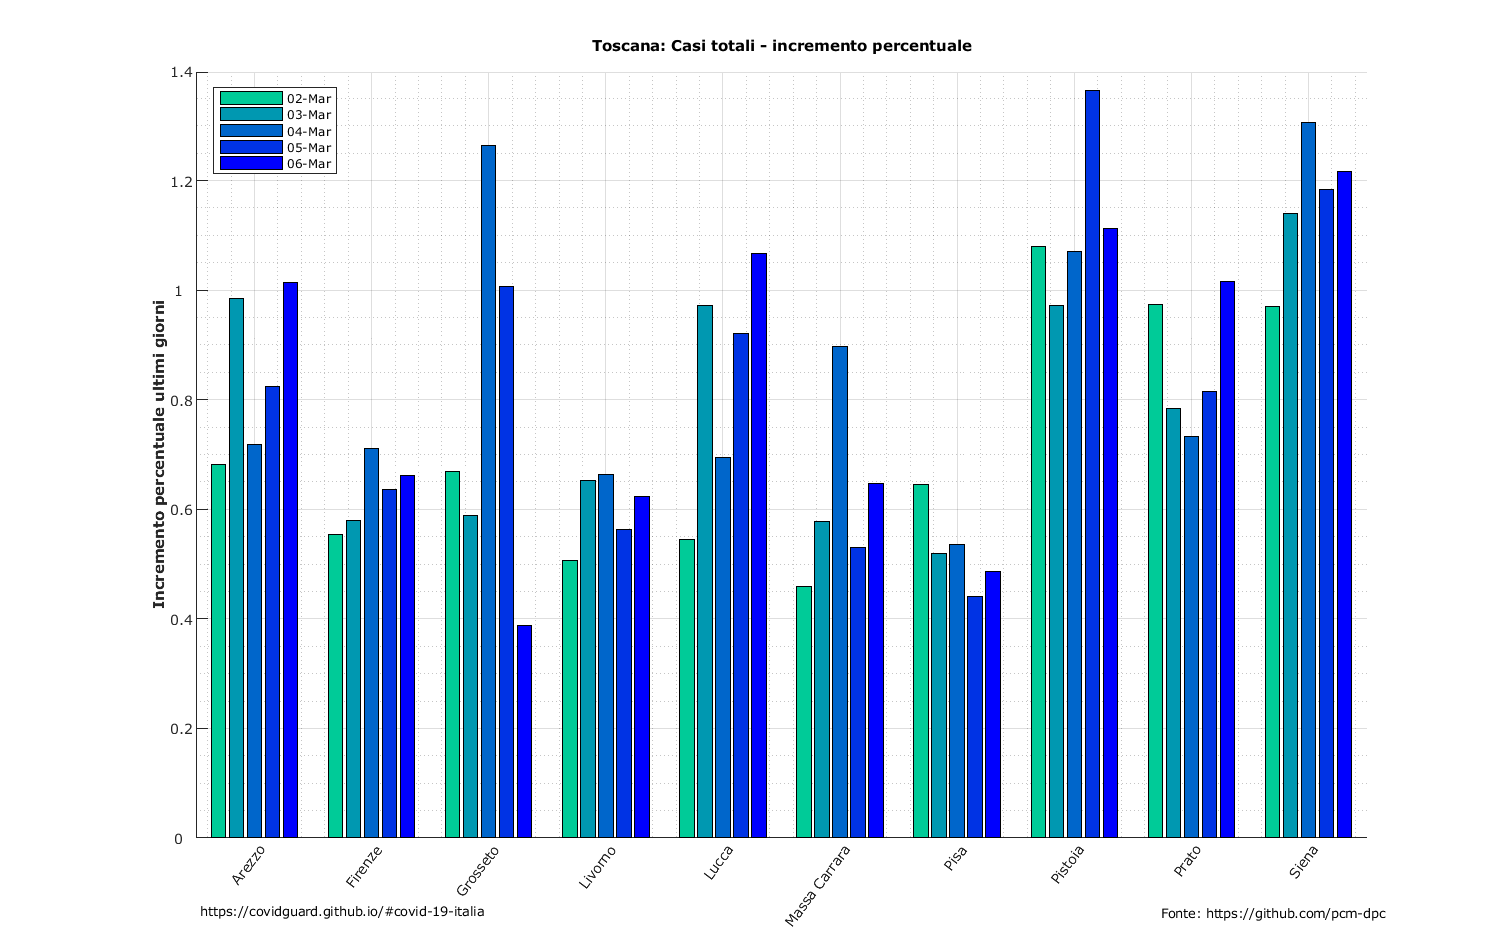 Toscana: Casi totali - incremento percentuale
1.4
1.2
1
0.8
0.6
0.4
0.2
0
Incremento percentuale ultimi giorni
02-Mar
03-Mar
04-Mar
05-Mar
06-Mar
Arezzo
Firenze
Grosseto
Livorno
Lucca
Massa Carrara
Pisa
Pistoia
Prato
Siena
https://covidguard.github.io/#covid-19-italia
Fonte: https://github.com/pcm-dpc